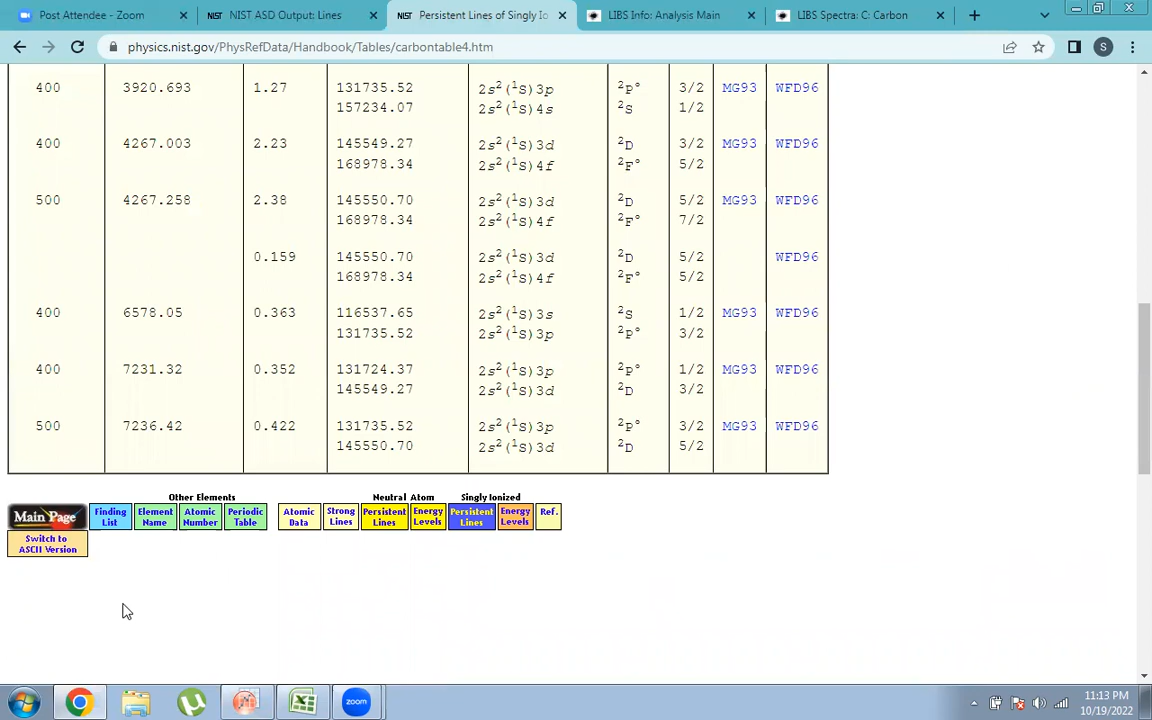 Post Attendee - Zoom
NIST NIST ASD Output: Lines
NIST Persistent Lines of Singly Io
LIBS Info: Analysis Main
LIBS Spectra: C: Carbon
physics.nist.gov/PhysRefData/Handbook/Tables/carbontable4.htm
S
400 3920.693 1.27 131735.52 2s²(¹S)3p ²P° 3/2 MG93 WFD96
157234.07 2s²(¹S)4s ²S 1/2
400 4267.003 2.23 145549.27 2s²(¹S)3d ²D 3/2 MG93 WFD96
168978.34 2s²(¹S)4f ²F° 5/2
500 4267.258 2.38 145550.70 2s²(¹S)3d ²D 5/2 MG93 WFD96
168978.34 2s²(¹S)4f ²F° 7/2
0.159 145550.70 2s²(¹S)3d ²D 5/2 WFD96
168978.34 2s²(¹S)4f ²F° 5/2
400 6578.05 0.363 116537.65 2s²(¹S)3s ²S 1/2 MG93 WFD96
131735.52 2s²(¹S)3p ²P° 3/2
400 7231.32 0.352 131724.37 2s²(¹S)3p ²P° 1/2 MG93 WFD96
145549.27 2s²(¹S)3d ²D 3/2
500 7236.42 0.422 131735.52 2s²(¹S)3p ²P° 3/2 MG93 WFD96
145550.70 2s²(¹S)3d ²D 5/2
Other Elements Neutral Atom Singly Ionized
Main Page Finding List Element Name Atomic Number Periodic Table Atomic Data Strong Lines Persistent Lines Energy Levels Persistent Lines Energy Levels Ref.
Switch to
ASCII Version
zoom
11:13 PM
10/19/2022